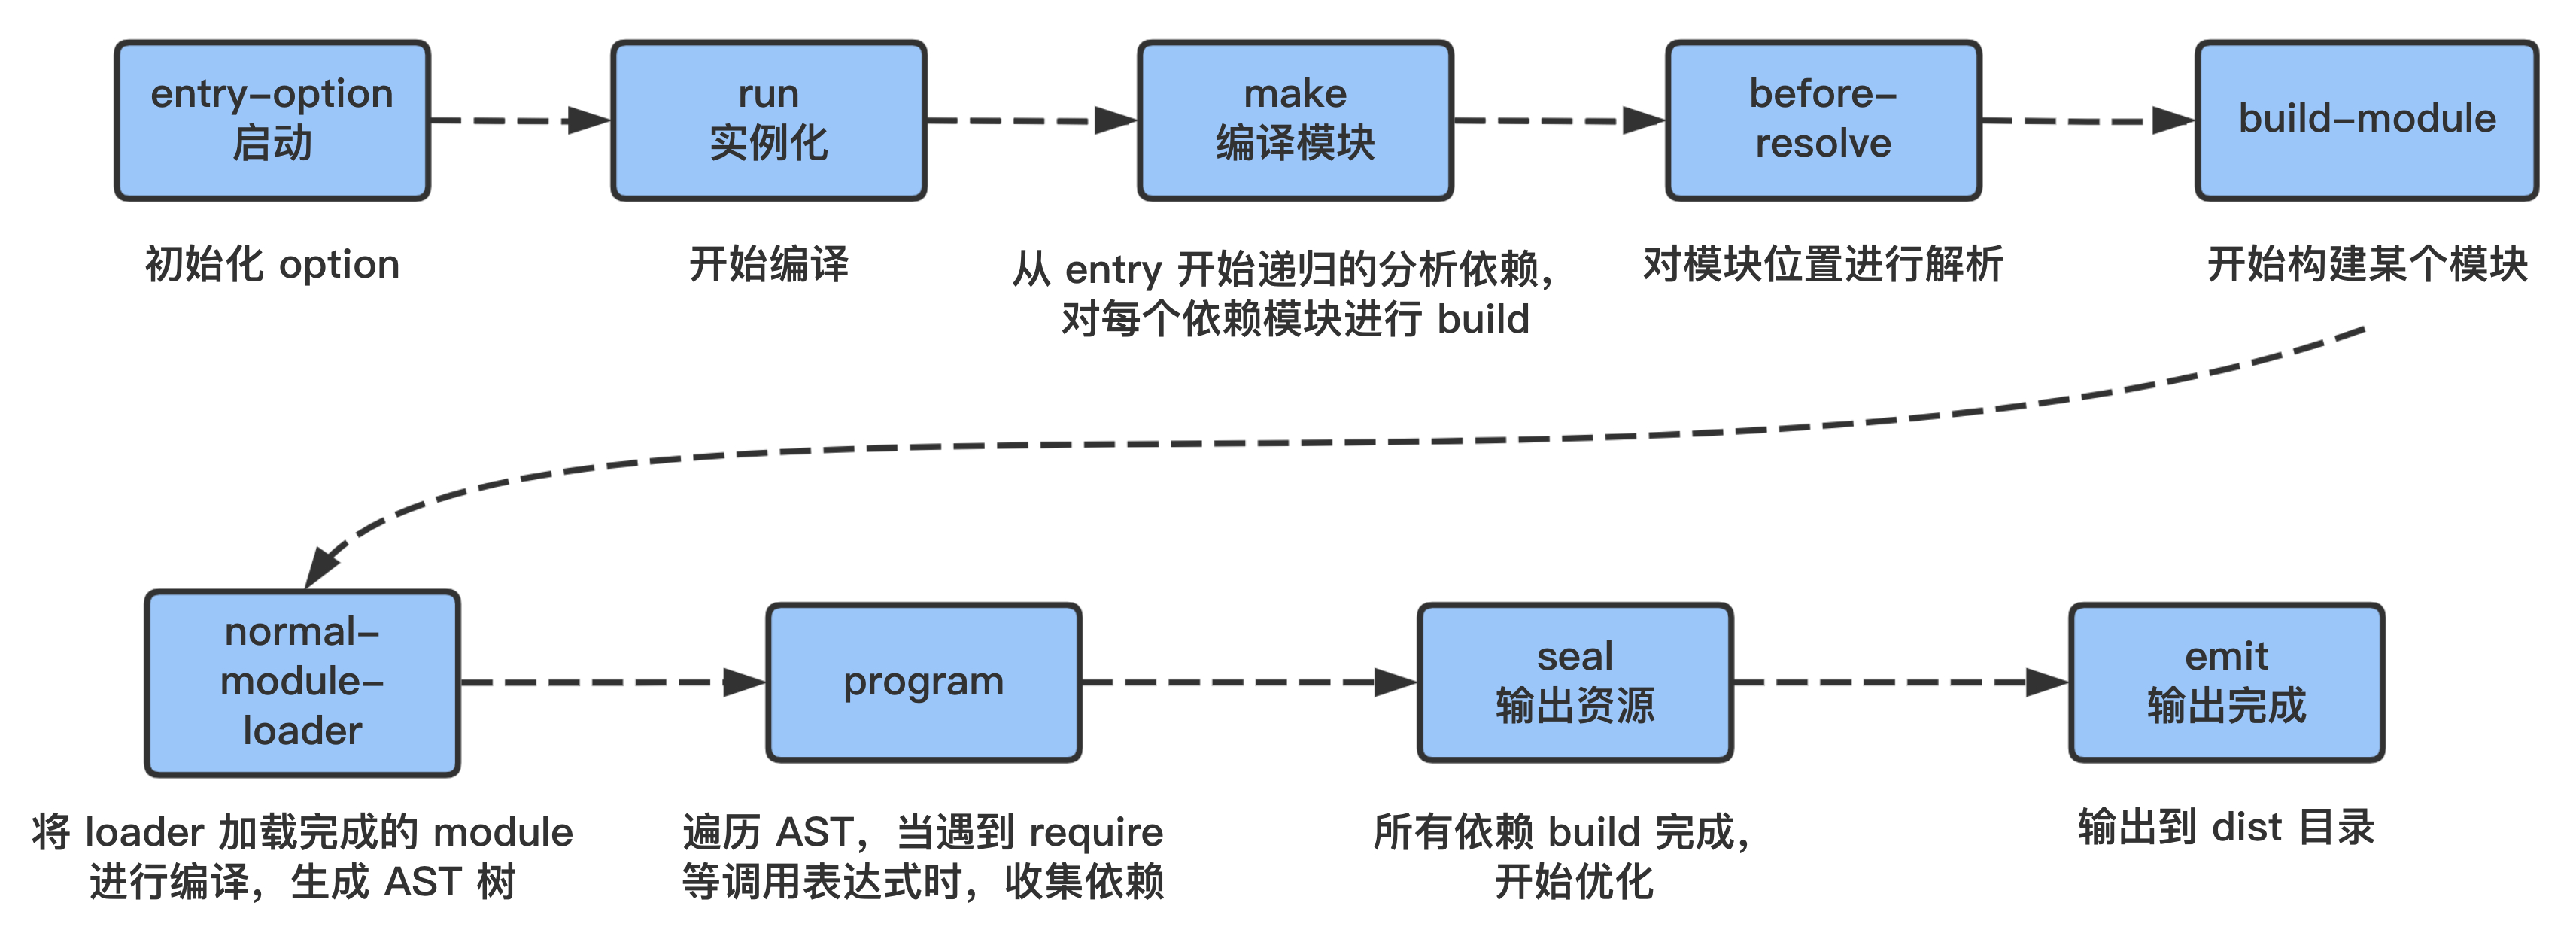 entry-option
启动
run
实例化
make
编译模块
before-
resolve
build-module
初始化 option
开始编译
从 entry 开始递归的分析依赖，
对每个依赖模块进行 build
对模块位置进行解析
开始构建某个模块
normal-
module-
loader
program
seal
输出资源
emit
输出完成
将 loader 加载完成的 module
进行编译，生成 AST 树
遍历 AST，当遇到 require
等调用表达式时，收集依赖
所有依赖 build 完成，
开始优化
输出到 dist 目录